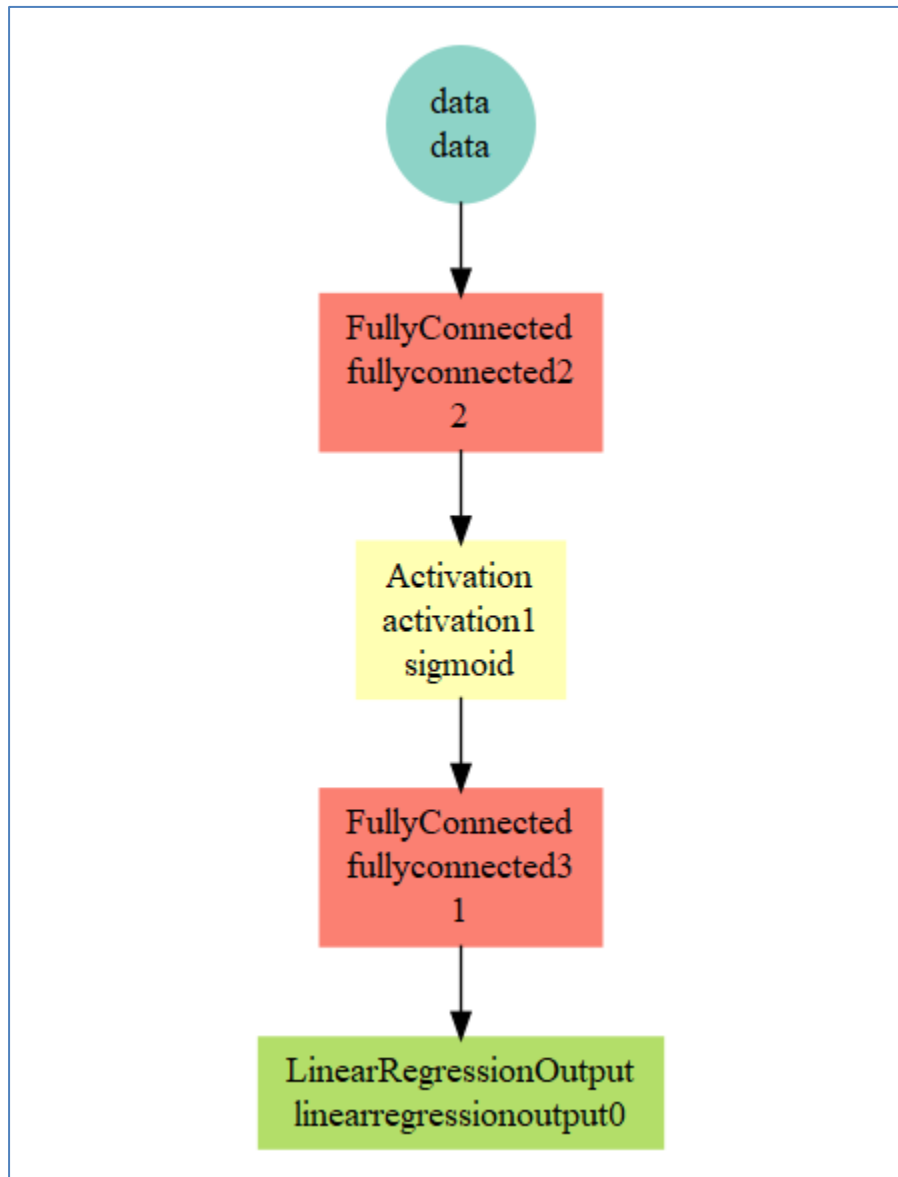 data
data
FullyConnected
fullyconnected2
2
Activation
activation1
sigmoid
FullyConnected
fullyconnected3
1
LinearRegressionOutput
linearregressionoutput0